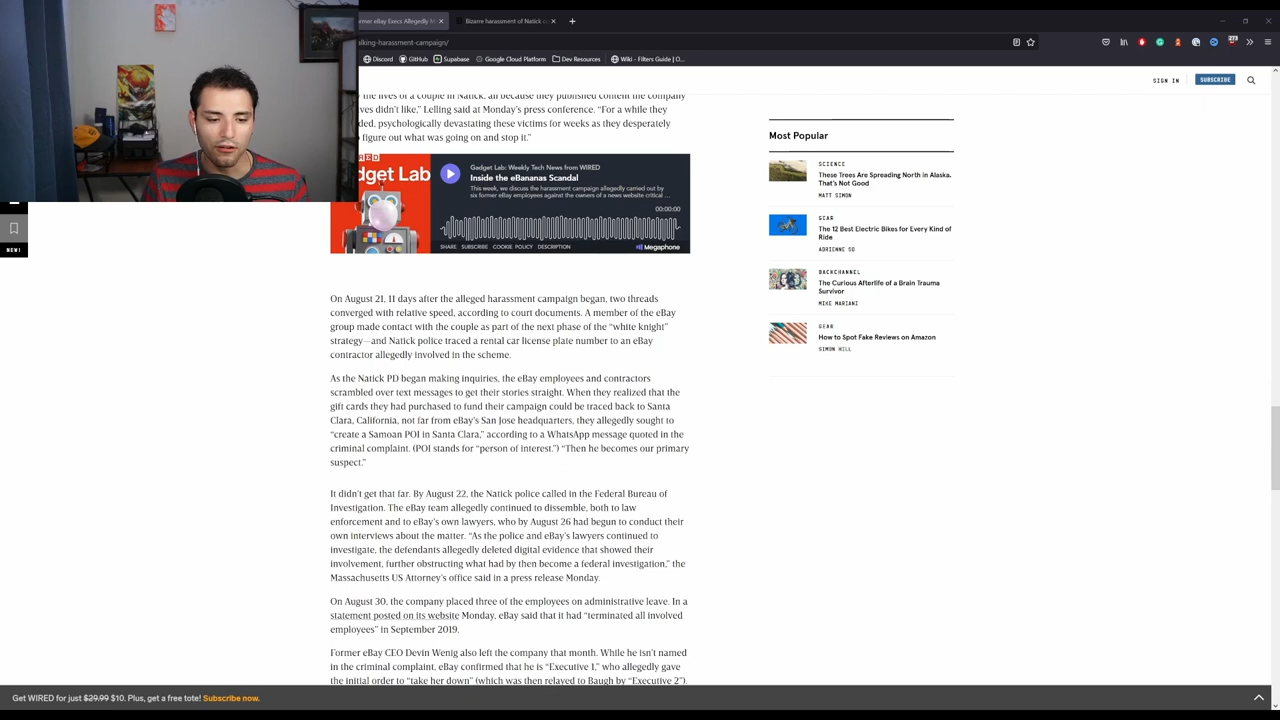 rmer eBay Execs Allegedly M
Bizarre harassment of Natick c
alking-harassment-campaign/
Discord
GitHub
Supabase
Google Cloud Platform
Dev Resources
Wiki - Filters Guide | O...
SIGN IN
SUBSCRIBE
the lives of a couple in Natick, all because they published content the company
ves didn't like," Lelling said at Monday's press conference. "For a while they
ded, psychologically devastating these victims for weeks as they desperately
figure out what was going on and stop it."
dget Lab
Gadget Lab: Weekly Tech News from WIRED
Inside the eBananas Scandal
This week, we discuss the harassment campaign allegedly carried out by
six former eBay employees against the owners of a news website critical ...
00:00:00
SHARE SUBSCRIBE COOKIE POLICY DESCRIPTION
Megaphone
NEW!
On August 21, 11 days after the alleged harassment campaign began, two threads
converged with relative speed, according to court documents. A member of the eBay
group made contact with the couple as part of the next phase of the "white knight"
strategy—and Natick police traced a rental car license plate number to an eBay
contractor allegedly involved in the scheme.
As the Natick PD began making inquiries, the eBay employees and contractors
scrambled over text messages to get their stories straight. When they realized that the
gift cards they had purchased to fund their campaign could be traced back to Santa
Clara, California, not far from eBay's San Jose headquarters, they allegedly sought to
"create a Samoan POI in Santa Clara," according to a WhatsApp message quoted in the
criminal complaint. (POI stands for "person of interest.") "Then he becomes our primary
suspect."
It didn't get that far. By August 22, the Natick police called in the Federal Bureau of
Investigation. The eBay team allegedly continued to dissemble, both to law
enforcement and to eBay's own lawyers, who by August 26 had begun to conduct their
own interviews about the matter. "As the police and eBay's lawyers continued to
investigate, the defendants allegedly deleted digital evidence that showed their
involvement, further obstructing what had by then become a federal investigation," the
Massachusetts US Attorney's office said in a press release Monday.
On August 30, the company placed three of the employees on administrative leave. In a
statement posted on its website Monday, eBay said that it had "terminated all involved
employees" in September 2019.
Former eBay CEO Devin Wenig also left the company that month. While he isn't named
in the criminal complaint, eBay confirmed that he is "Executive 1," who allegedly gave
the initial order to "take her down" (which was then relayed to Baugh by "Executive 2").
Most Popular
SCIENCE
These Trees Are Spreading North in Alaska.
That's Not Good
MATT SIMON
GEAR
The 12 Best Electric Bikes for Every Kind of
Ride
ADRIENNE SO
BACKCHANNEL
The Curious Afterlife of a Brain Trauma
Survivor
MIKE MARIANI
GEAR
How to Spot Fake Reviews on Amazon
SIMON HILL
Get WIRED for just $29.99 $10. Plus, get a free tote! Subscribe now.